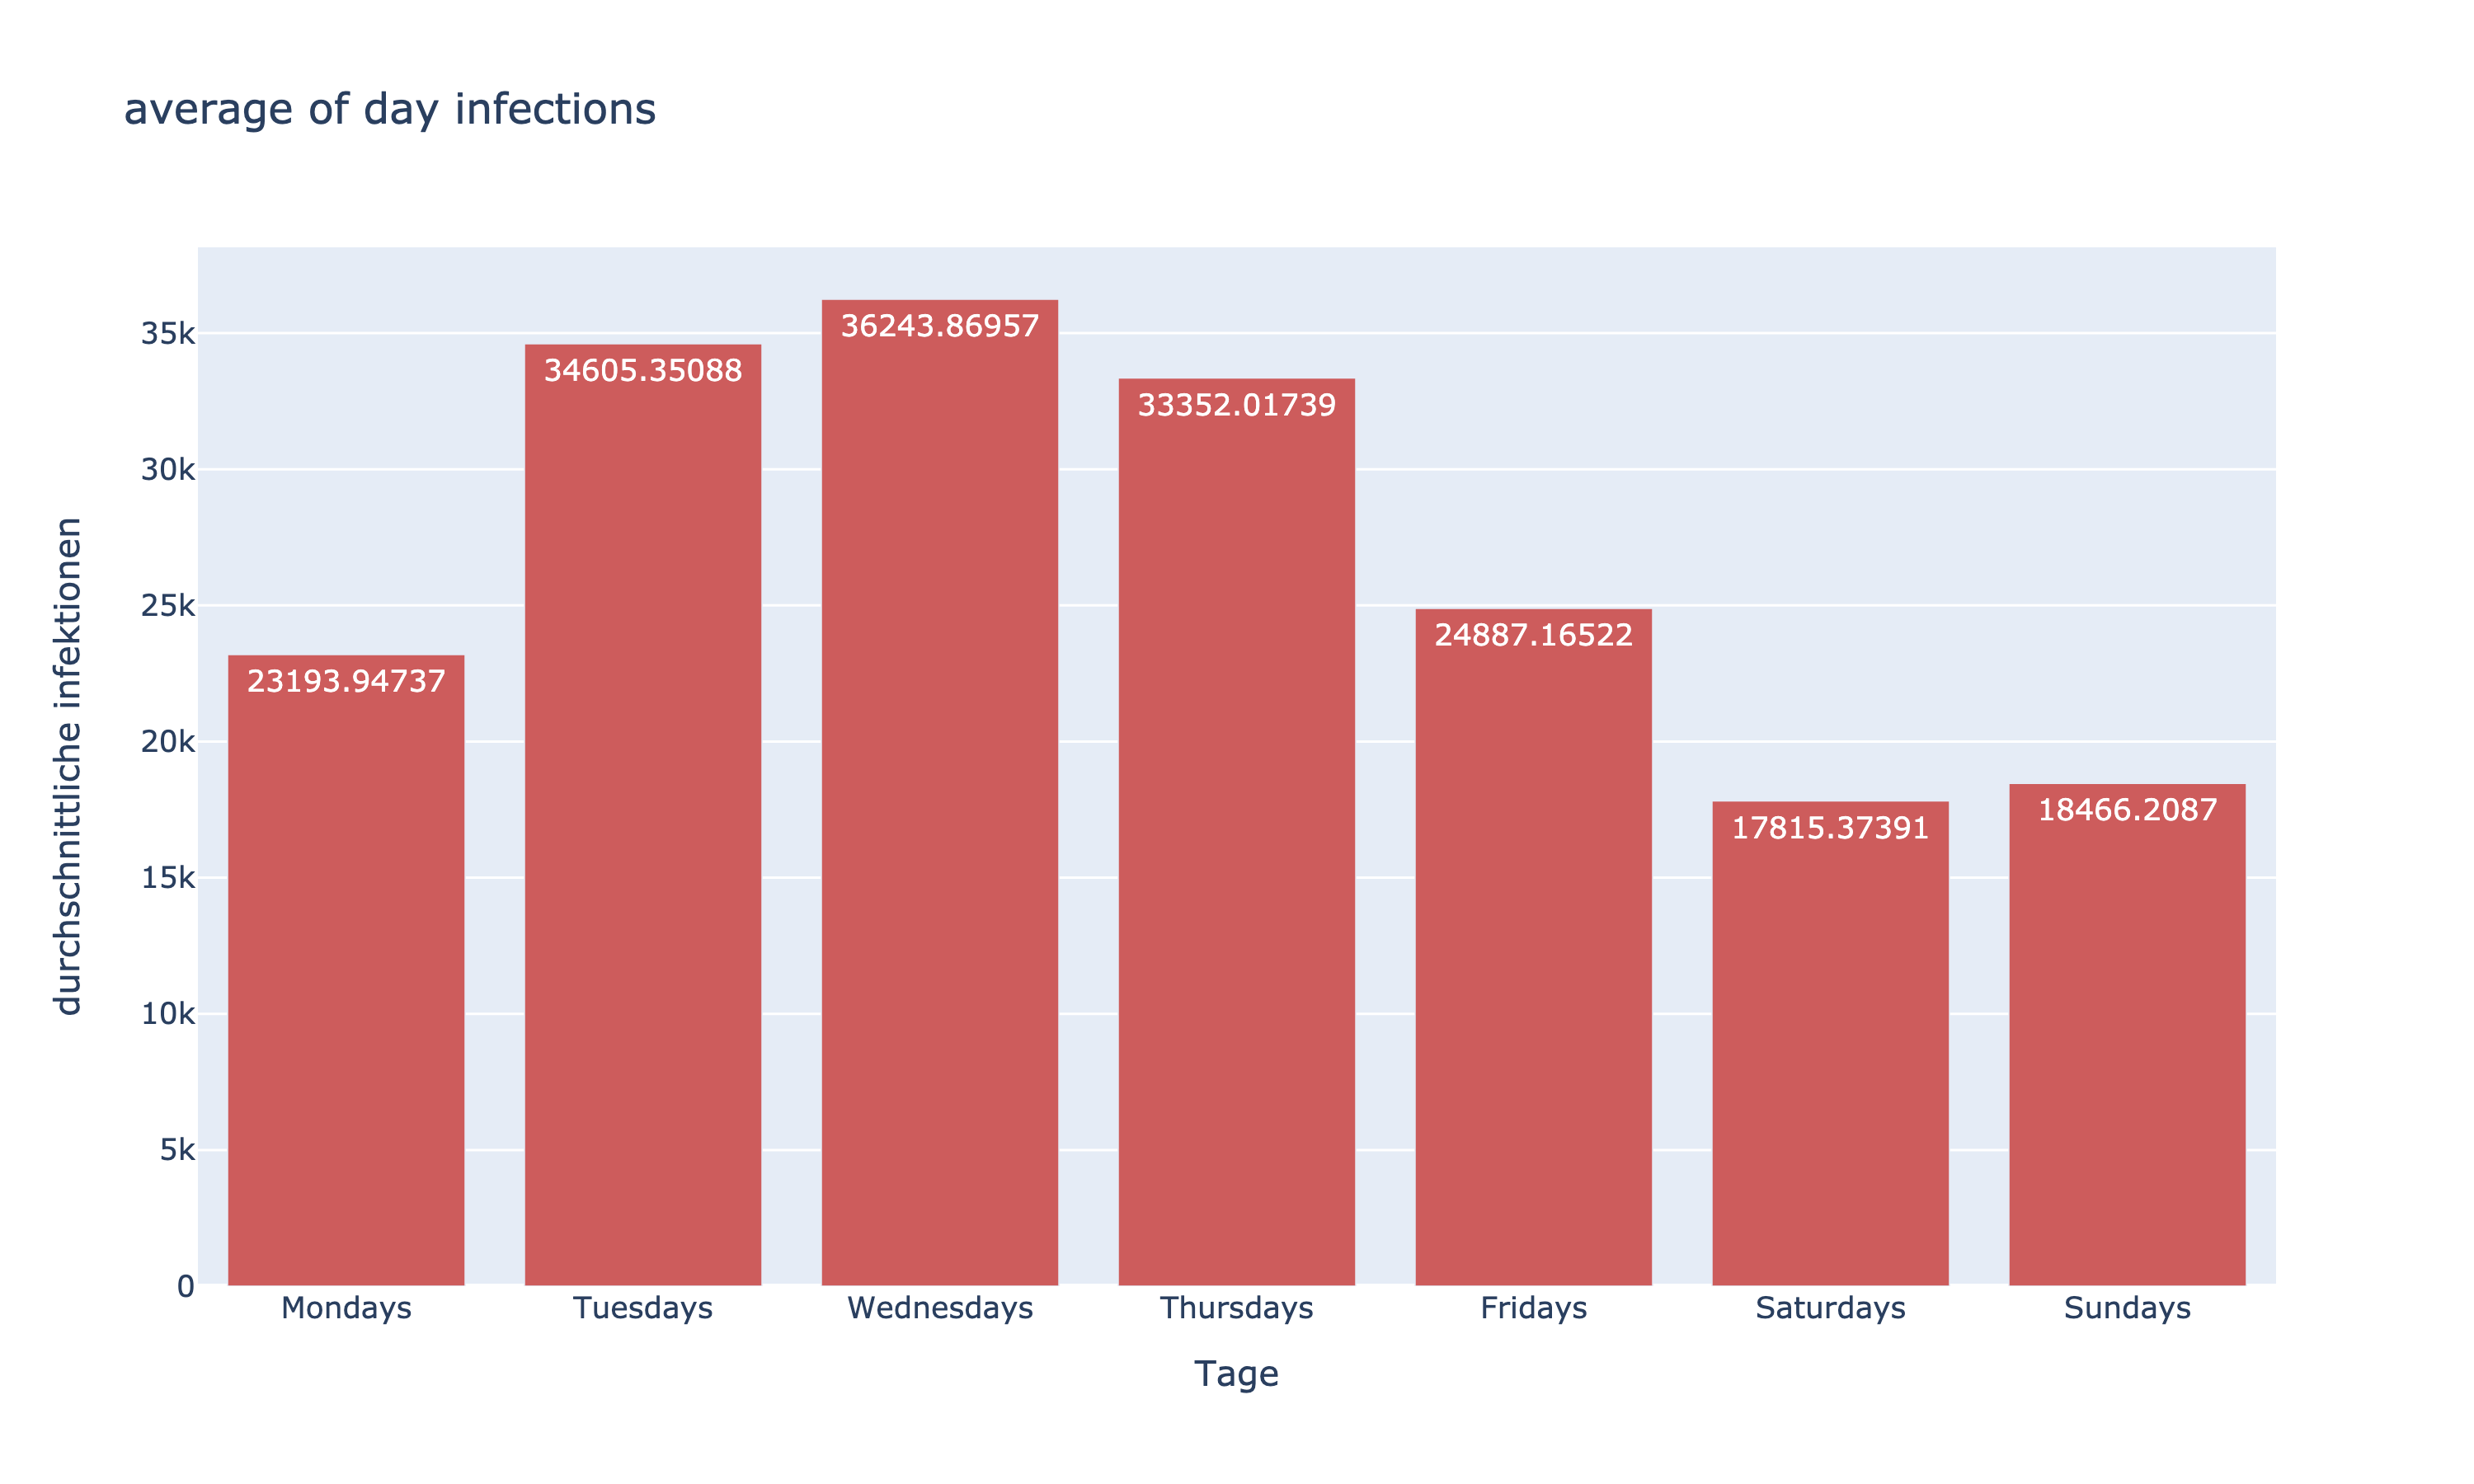 average of day infections
durchschnittliche infektionen
35k
30k
25k
20k
15k
10k
5k
0
23193.94737
34605.35088
36243.86957
33352.01739
24887.16522
17815.37391
18466.2087
Mondays
Tuesdays
Wednesdays
Thursdays
Fridays
Saturdays
Sundays
Tage